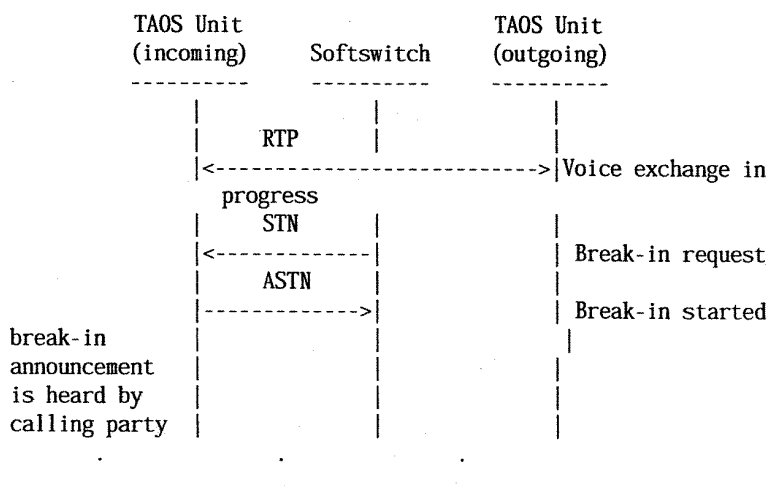 TAOS Unit TAOS Unit
(incoming) Softswitch (outgoing)
---------- ---------- ----------
| | |
| RTP | |
|<---------------------------->|Voice exchange in
progress
| STN | |
|<-------------| | Break-in request
| ASTN | |
|------------->| | Break-in started
break- in | | |
announcement | | |
is heard by | | |
calling party | | |
. . .